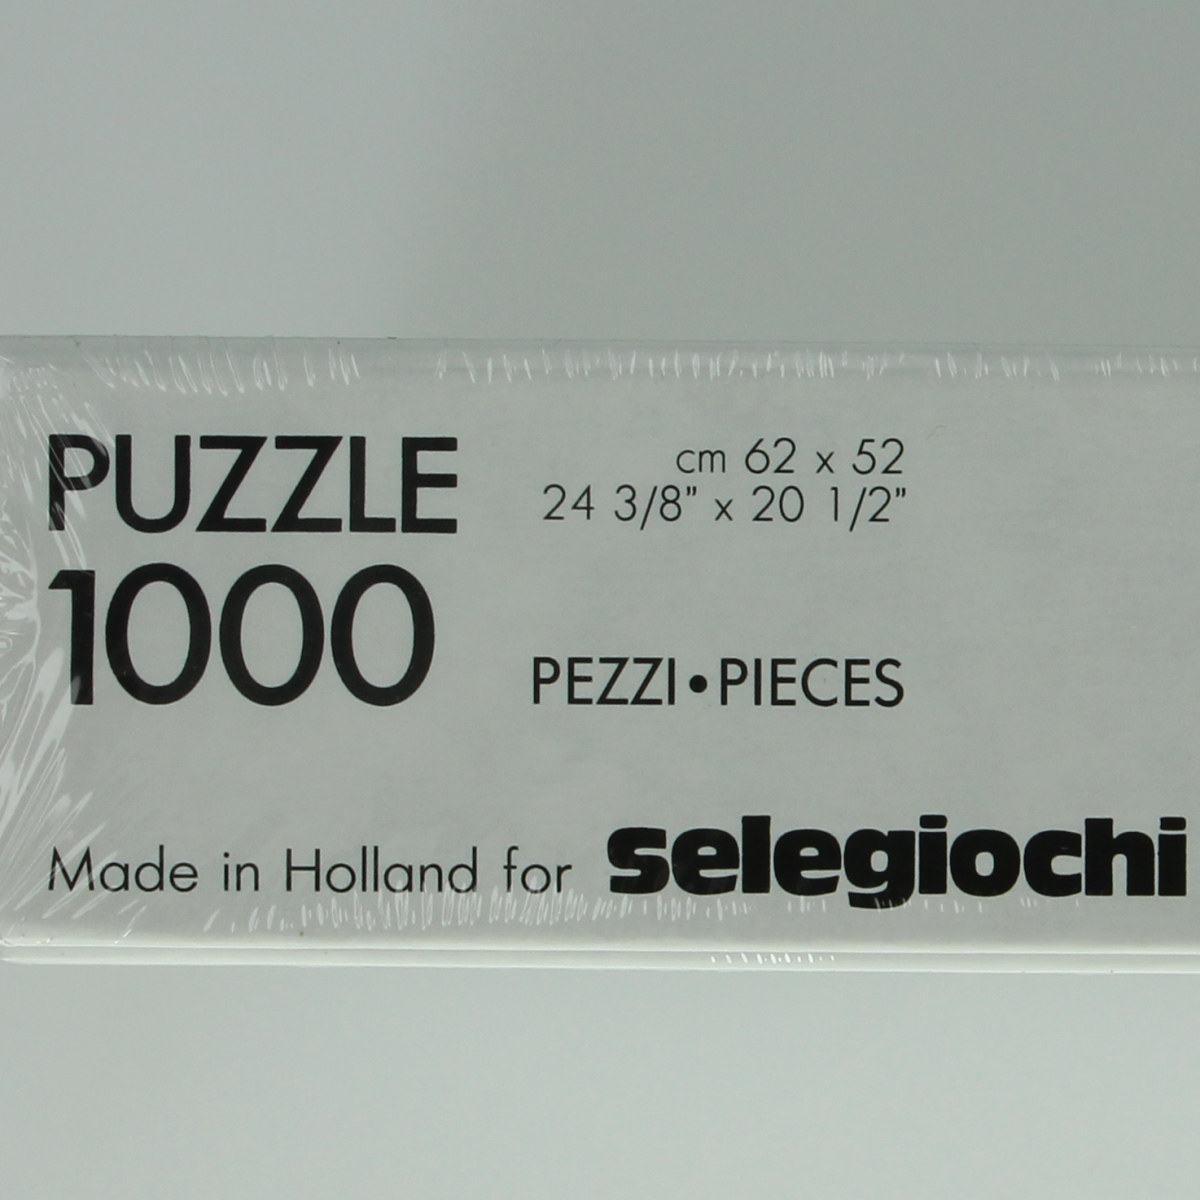 PUZZLE
cm 62 x 52
24 3/8" x 20 1/2"
1000
PEZZI•PIECES
Made in Holland for selegiochi